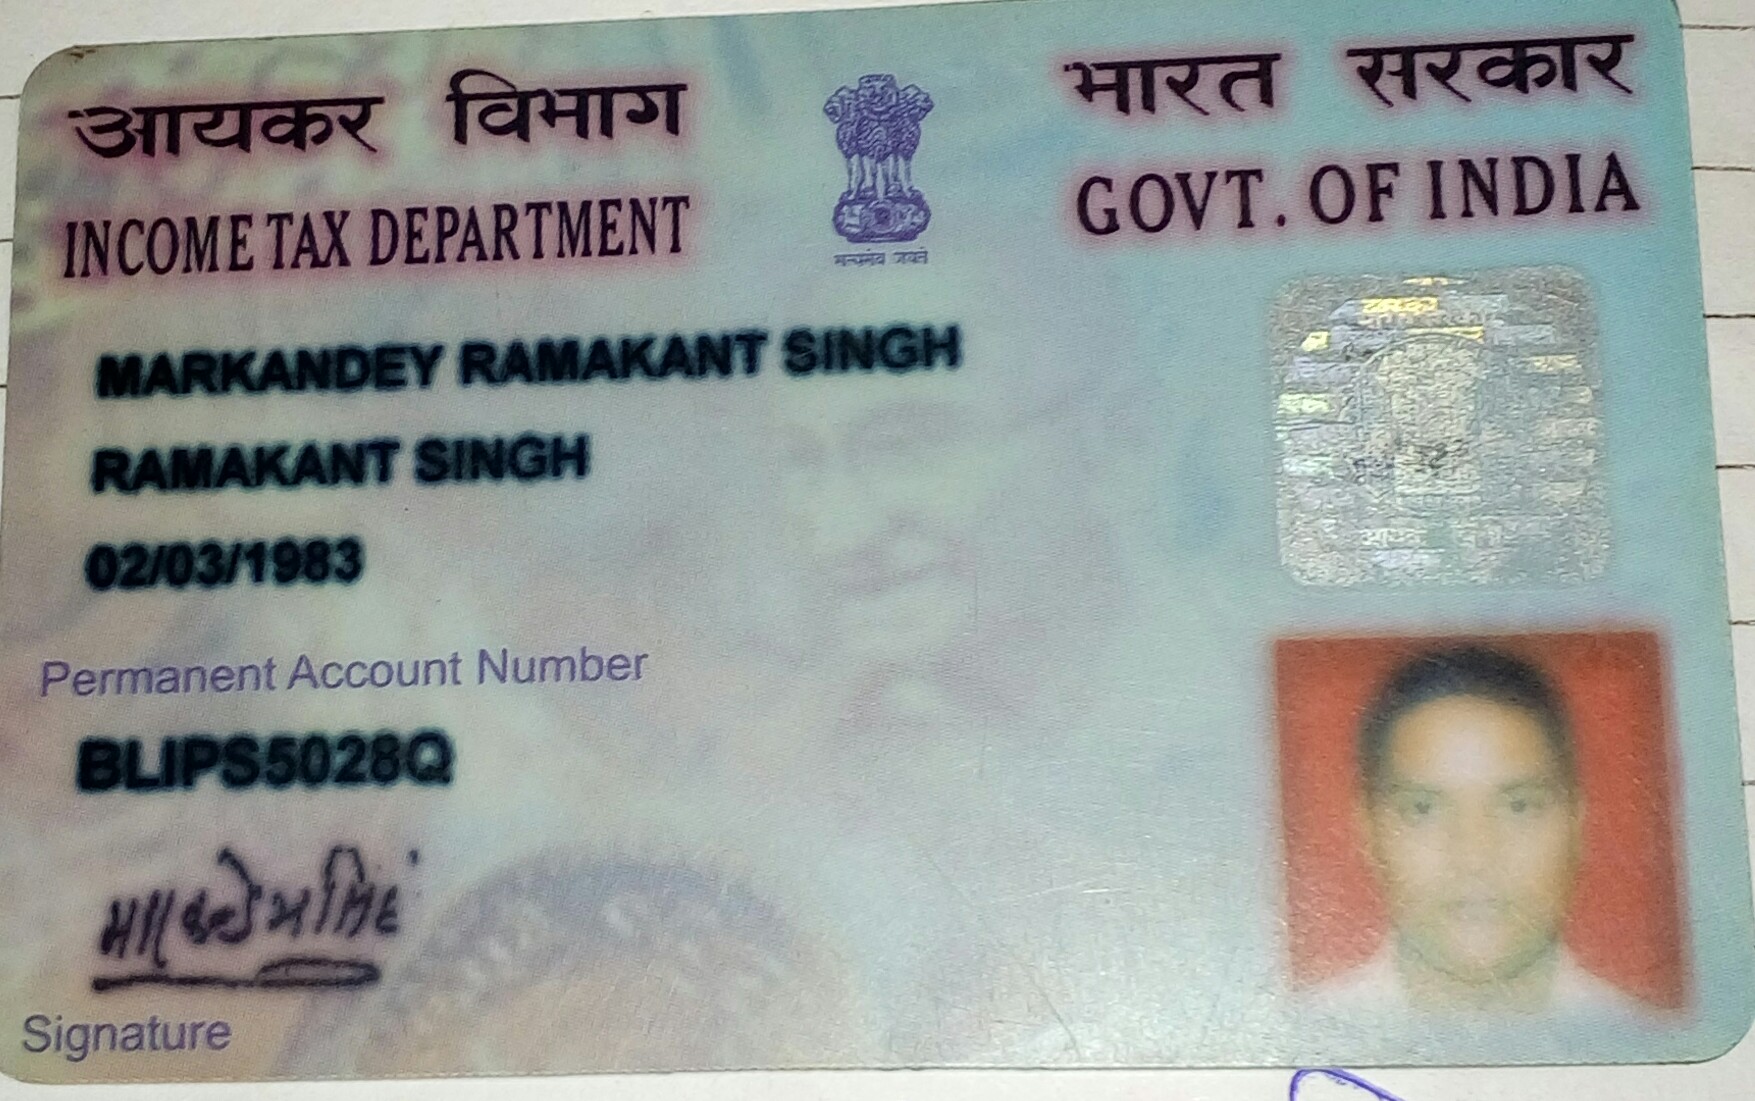 आयकर विभाग
INCOME TAX DEPARTMENT
सत्यमेव जयते
भारत सरकार
GOVT. OF INDIA
MARKANDEY RAMAKANT SINGH
RAMAKANT SINGH
02/03/1983
Permanent Account Number
BLIPS5028Q
Signature